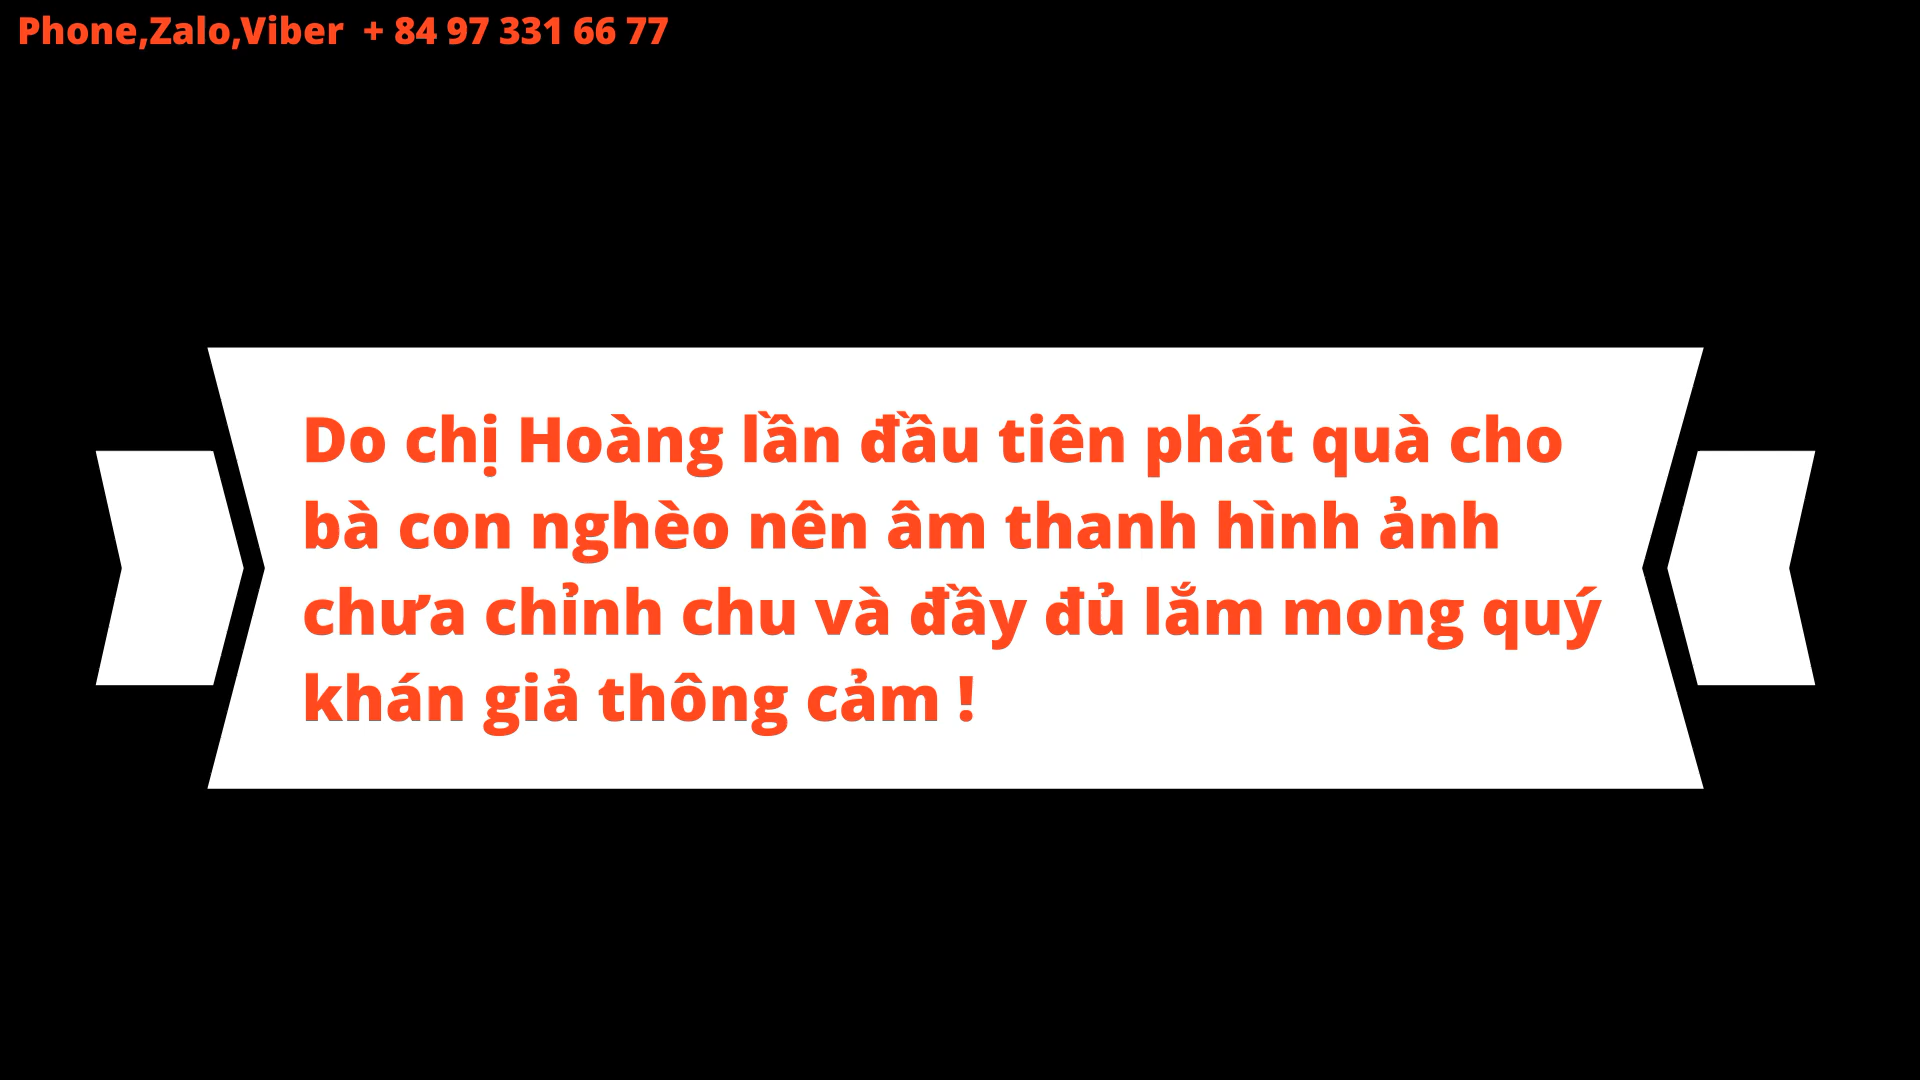 Phone,Zalo,Viber + 84 97 331 66 77
Do chị Hoàng lần đầu tiên phát quà cho
bà con nghèo nên âm thanh hình ảnh
chưa chỉnh chu và đầy đủ lắm mong quý
khán giả thông cảm !